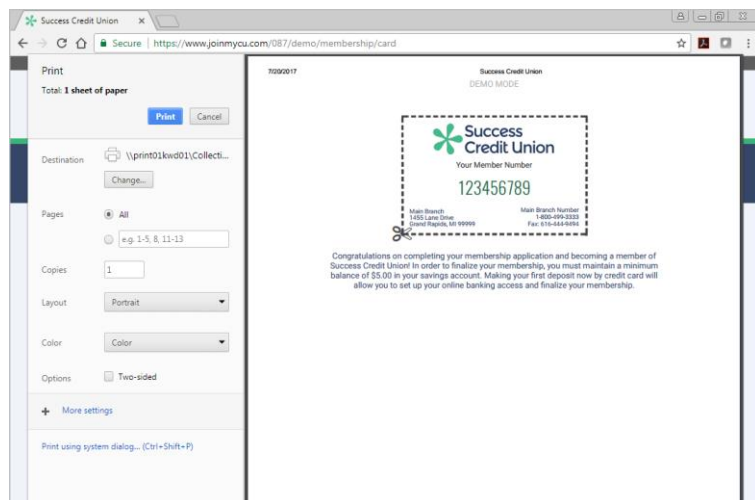 Success Credit Union
Secure | https://www.joinmycu.com/087/demo/membership/card
Print
Total: 1 sheet of paper
Print Cancel
Destination \\print01kwd01\Collecti...
Change...
Pages All
e.g. 1-5, 8, 11-13
Copies 1
Layout Portrait
Color Color
Options Two-sided
+ More settings
Print using system dialog... (Ctrl+Shift+P)
7/20/2017 Success Credit Union
DEMO MODE
Success
Credit Union
Your Member Number
123456789
Main Branch Main Branch Number
1455 Lane Drive 1-800-499-3333
Grand Rapids, MI 99999 Fax: 616-444-9494
Congratulations on completing your membership application and becoming a member of
Success Credit Union! In order to finalize your membership, you must maintain a minimum
balance of $5.00 in your savings account. Making your first deposit now by credit card will
allow you to set up your online banking access and finalize your membership.